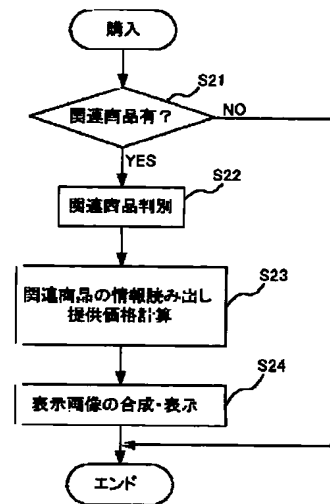 購入
S21
関連商品有?
NO
YES
S22
関連商品判別
S23
関連商品の情報読み出し
提供価格計算
S24
表示画像の合成・表示
エンド